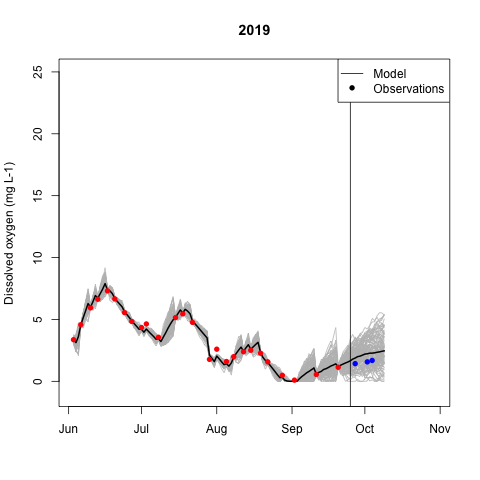 2019
Model
Observations
Dissolved oxygen (mg L-1)
25
20
15
10
5
0
Jun Jul Aug Sep Oct Nov